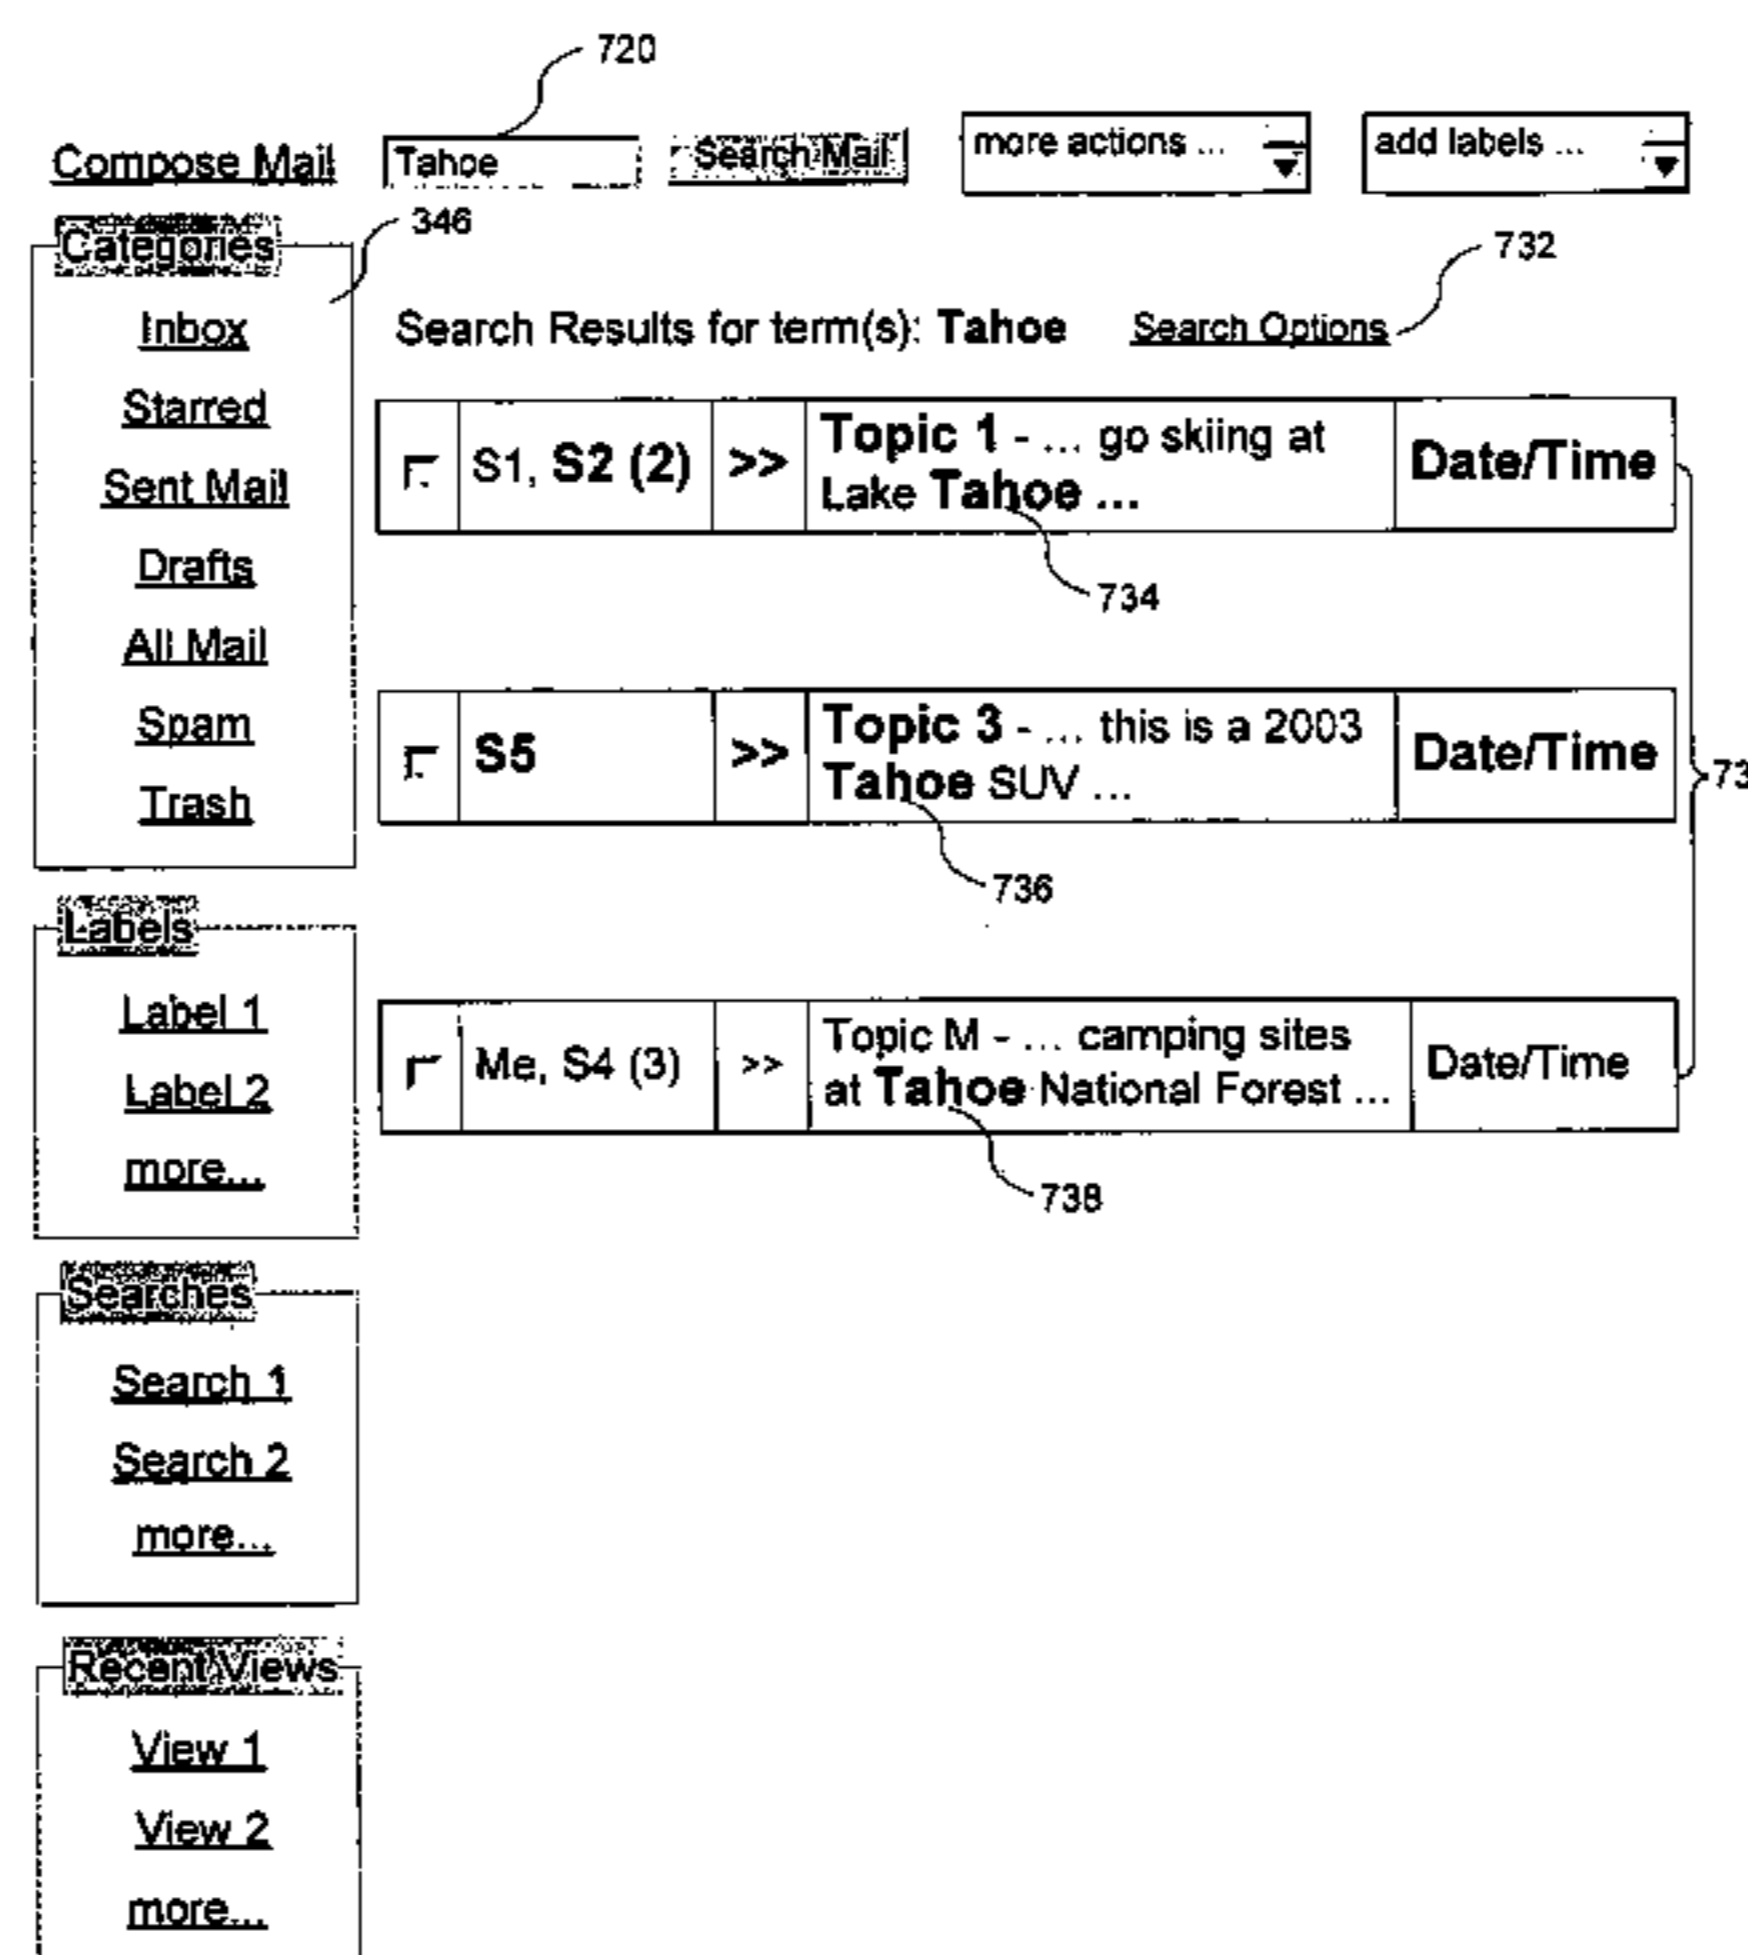 720
Compose Mail Tahoe Search Mail more actions ... add labels ...
Categories
346
732
Inbox
Search Results for term(s): Tahoe Search Options
Starred
Sent Mail
Drafts
All Mail
Spam
Trash
S1, S2 (2) >> Topic 1 - ... go skiing at
Lake Tahoe ...
Date/Time
734
S5 >> Topic 3 - ... this is a 2003
Tahoe SUV ...
Date/Time
736
Me, S4 (3) >> Topic M - ... camping sites
at Tahoe National Forest ...
Date/Time
738
Labels
Label 1
Label 2
more...
Searches
Search 1
Search 2
more...
Recent Views
View 1
View 2
more...